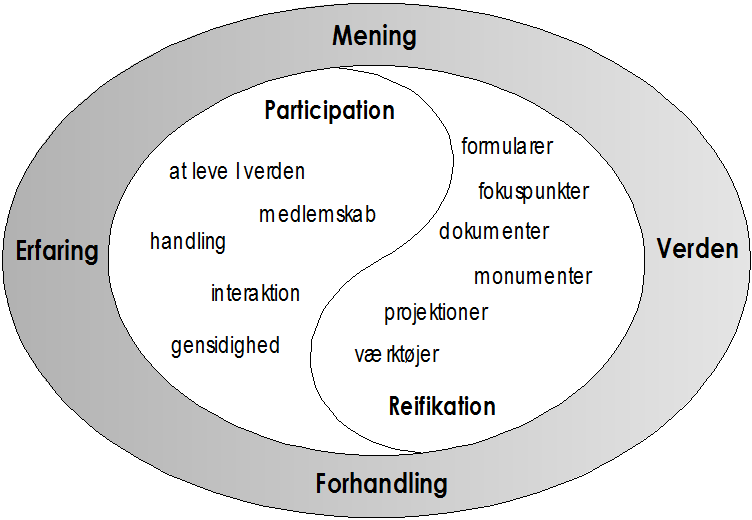 Mening
Participation
formularer
at leve I verden
fokuspunkter
medlemskab
dokumenter
handling
Erfaring
Verden
monumenter
interaktion
projektioner
gensidighed
værktøjer
Reifikation
Forhandling